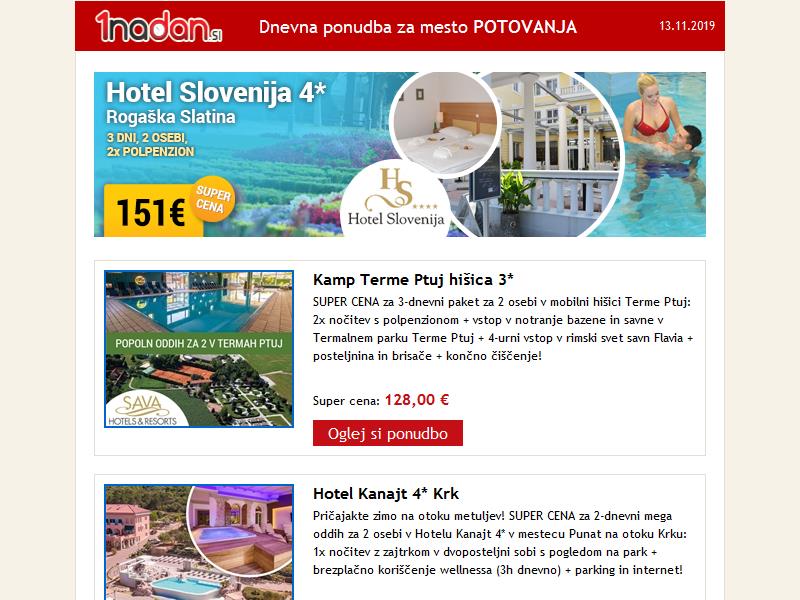 1nadan.si
Dnevna ponudba za mesto POTOVANJA
13.11.2019
Hotel Slovenija 4*
Rogaška Slatina
3 DNI, 2 OSEBI,
2x POLPENZION
151€
SUPER
CENA
HS
****
Hotel Slovenija
POPOLN ODDIH ZA 2 V TERMAH PTUJ
SAVA
HOTELS & RESORTS
Kamp Terme Ptuj hišica 3*
SUPER CENA za 3-dnevni paket za 2 osebi v mobilni hišici Terme Ptuj:
2x nočitev s polpenzionom + vstop v notranje bazene in savne v
Termalnem parku Terme Ptuj + 4-urni vstop v rimski svet savn Flavia +
posteljnina in brisače + končno čiščenje!
Super cena: 128,00 €
Oglej si ponudbo
Hotel Kanajt 4* Krk
Pričajakte zimo na otoku metuljev! SUPER CENA za 2-dnevni mega
oddih za 2 osebi v Hotelu Kanajt 4* v mestecu Punat na otoku Krku:
1x nočitev z zajtrkom v dvoposteljni sobi s pogledom na park +
brezplačno koriščenje wellnessa (3h dnevno) + parking in internet!